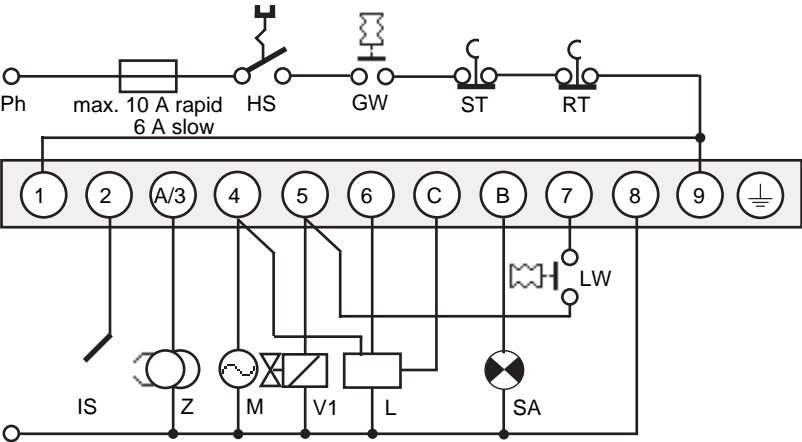 Ph
max. 10 A rapid
6 A slow
HS
GW
ST
RT
1 2 A/3 4 5 6 C B 7 8 9
LW
IS Z M V1 L SA